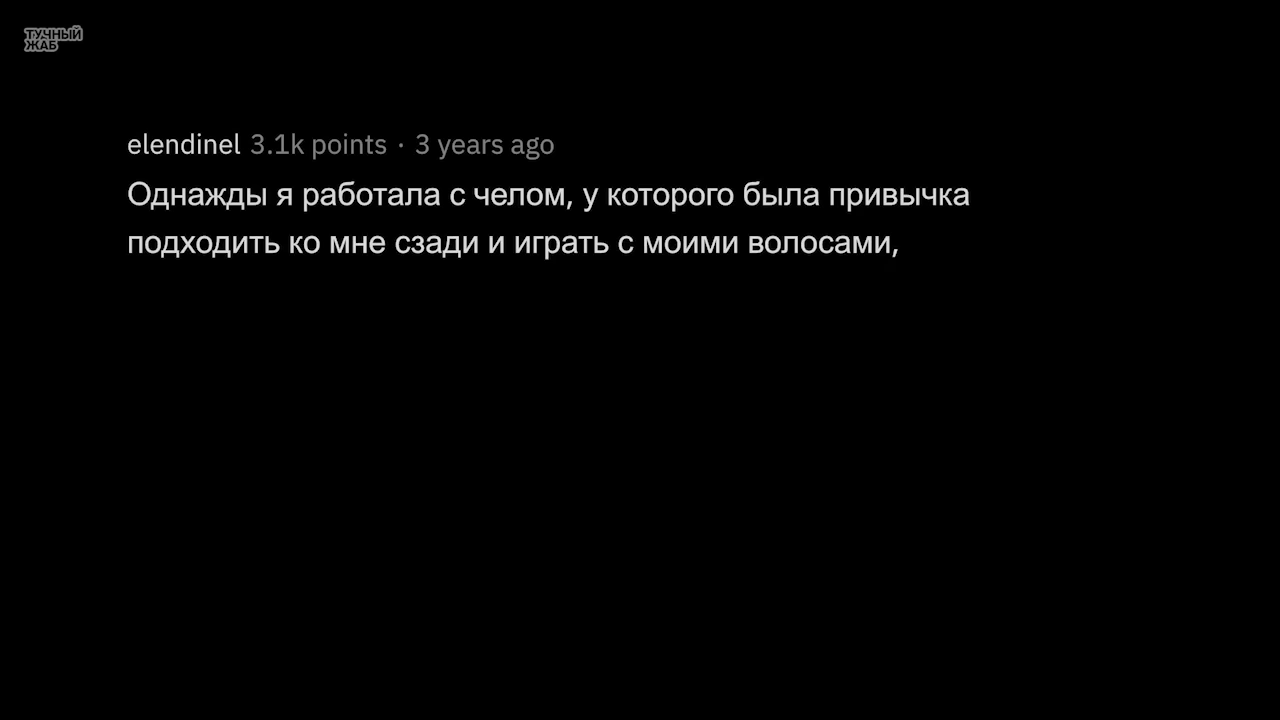 ТУЧНЫЙ
ЖАБ
elendinel 3.1k points · 3 years ago
Однажды я работала с челом, у которого была привычка
подходить ко мне сзади и играть с моими волосами,